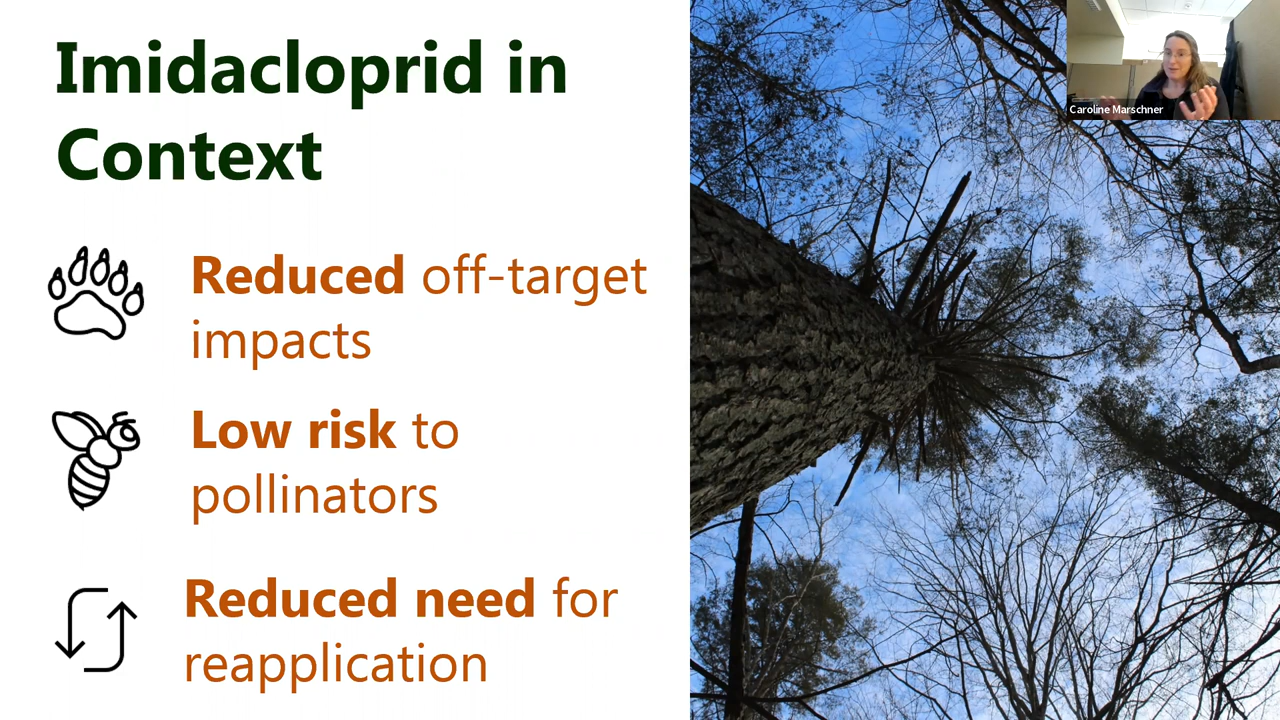 Imidacloprid in
Context
Reduced off-target
impacts
Low risk to
pollinators
Reduced need for
reapplication
Caroline Marschner